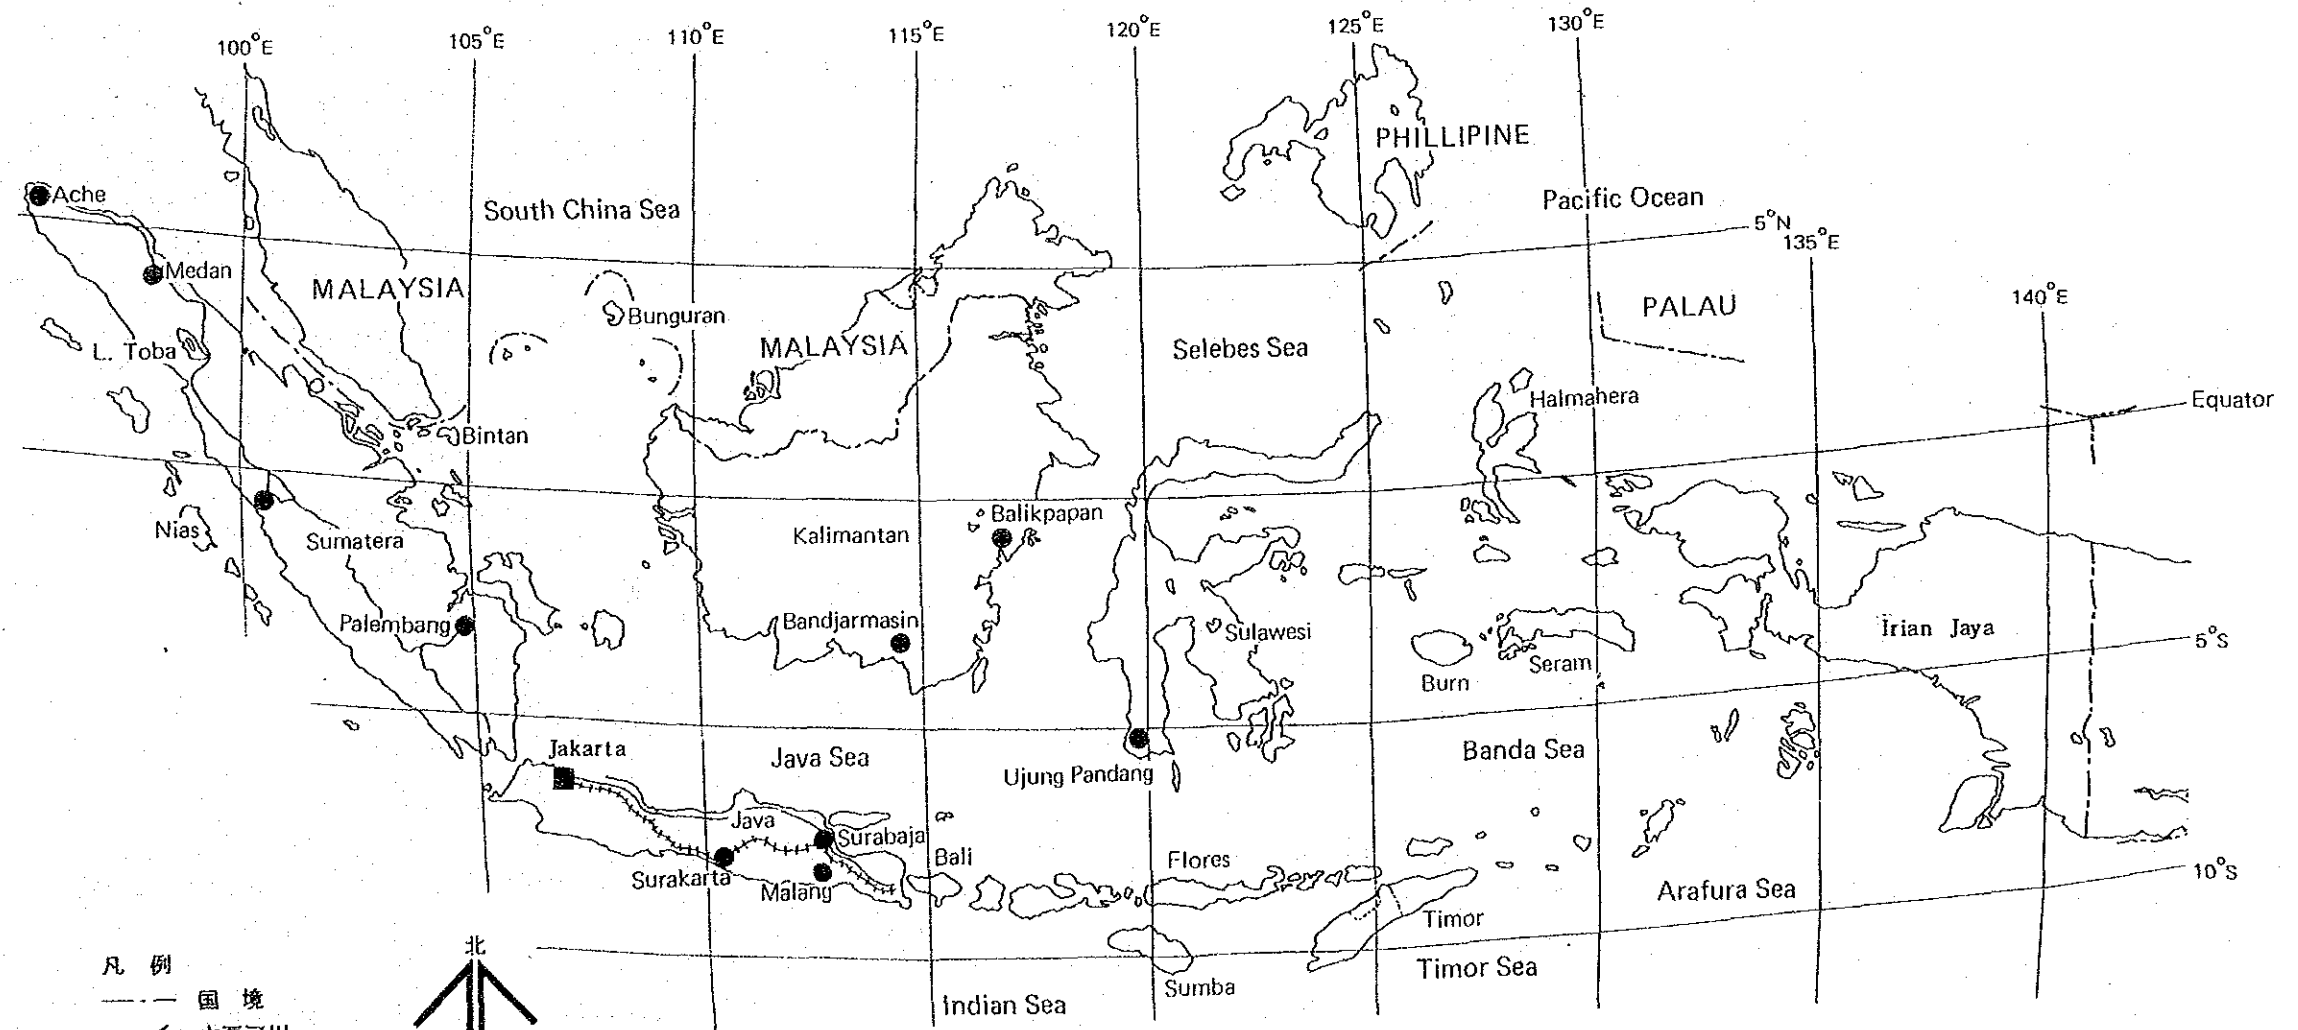 100°E
105°E
110°E
115°E
120°E
125°E
130°E
PHILLIPINE
Ache
South China Sea
Pacific Ocean
5°N
135°E
Medan
MALAYSIA
Bunguran
MALAYSIA
Selebes Sea
PALAU
140°E
L. Toba
Halmahera
Equator
Bintan
Nias
Sumatera
Kalimantan
Balikpapan
Palembang
Bandjarmasin
Sulawesi
Burn
Seram
Irian Jaya
5°S
Jakarta
Java Sea
Ujung Pandang
Banda Sea
Java
Surabaja
Bali
Surakarta
Malang
Flores
Timor
Arafura Sea
10°S
Sumba
Timor Sea
Indian Sea
北
凡 例
国 境